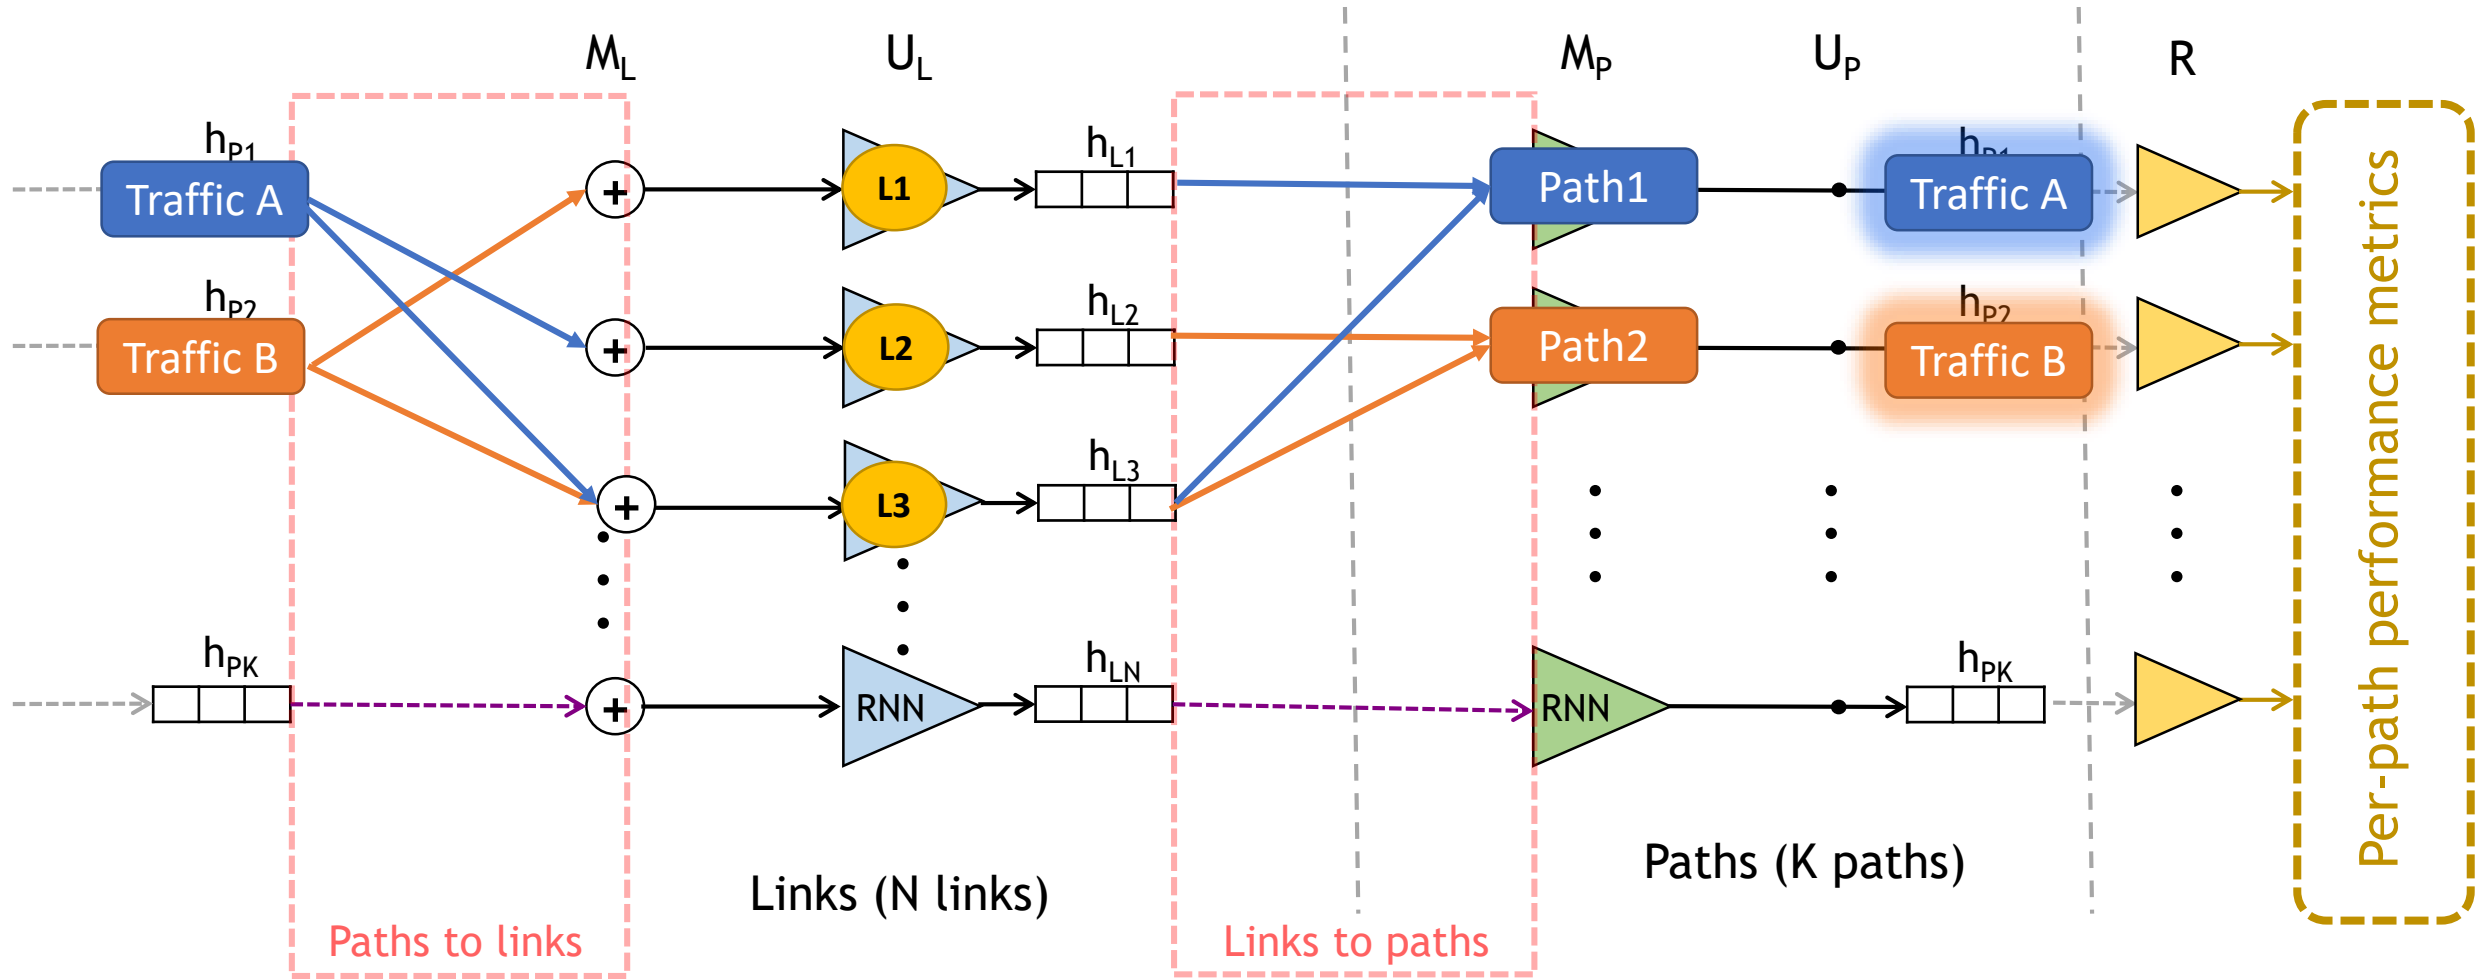 M_L
U_L
M_P
U_P
R
h_P1
Traffic A
h_P2
Traffic B
h_PK
+
+
+
+
L1
L2
L3
RNN
h_L1
h_L2
h_L3
h_LN
Path1
Path2
RNN
h_P1
Traffic A
h_P2
Traffic B
h_PK
Per-path performance metrics
Links (N links)
Paths (K paths)
Paths to links
Links to paths